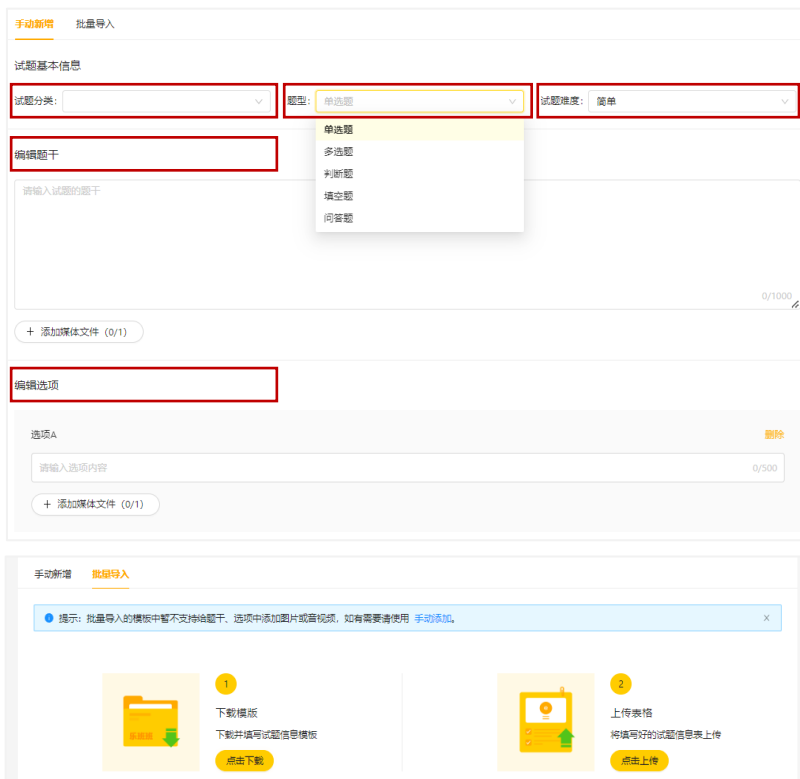 手动新增 批量导入
试题基本信息
试题分类: 题型: 单选题 试题难度: 简单
单选题
多选题
判断题
填空题
问答题
编辑题干
请输入试题的题干
0/1000
+ 添加媒体文件（0/1）
编辑选项
选项A 删除
请输入选项内容 0/500
+ 添加媒体文件（0/1）
手动新增 批量导入
提示：批量导入的模板中暂不支持给题干、选项中添加图片或音视频，如有需要请使用 手动添加。
1 2
下载模版 上传表格
下载并填写试题信息模板 将填写好的试题信息表上传
点击下载 点击上传